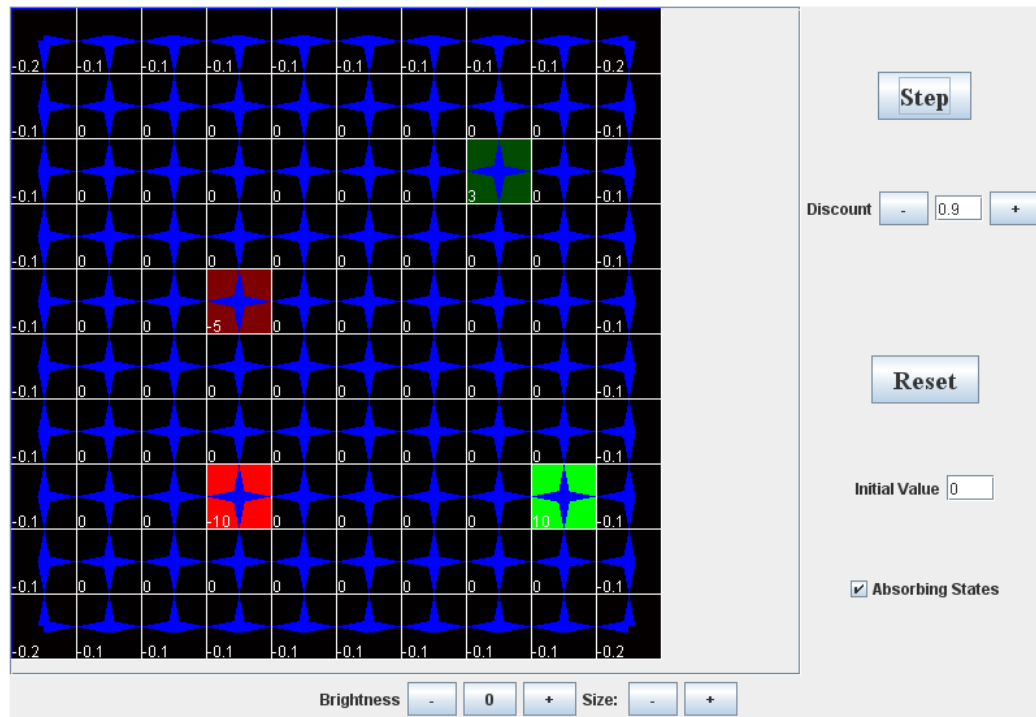 -0.2 -0.1 -0.1 -0.1 -0.1 -0.1 -0.1 -0.1 -0.1 -0.2
-0.1 0 0 0 0 0 0 0 0 -0.1
-0.1 0 0 0 0 0 0 3 0 -0.1
-0.1 0 0 0 0 0 0 0 0 -0.1
-0.1 0 0 -5 0 0 0 0 0 -0.1
-0.1 0 0 0 0 0 0 0 0 -0.1
-0.1 0 0 0 0 0 0 0 0 -0.1
-0.1 0 0 -10 0 0 0 0 10 -0.1
-0.1 0 0 0 0 0 0 0 0 -0.1
-0.2 -0.1 -0.1 -0.1 -0.1 -0.1 -0.1 -0.1 -0.1 -0.2
Step
Discount - 0.9 +
Reset
Initial Value 0
Absorbing States
Brightness - 0 + Size: - +